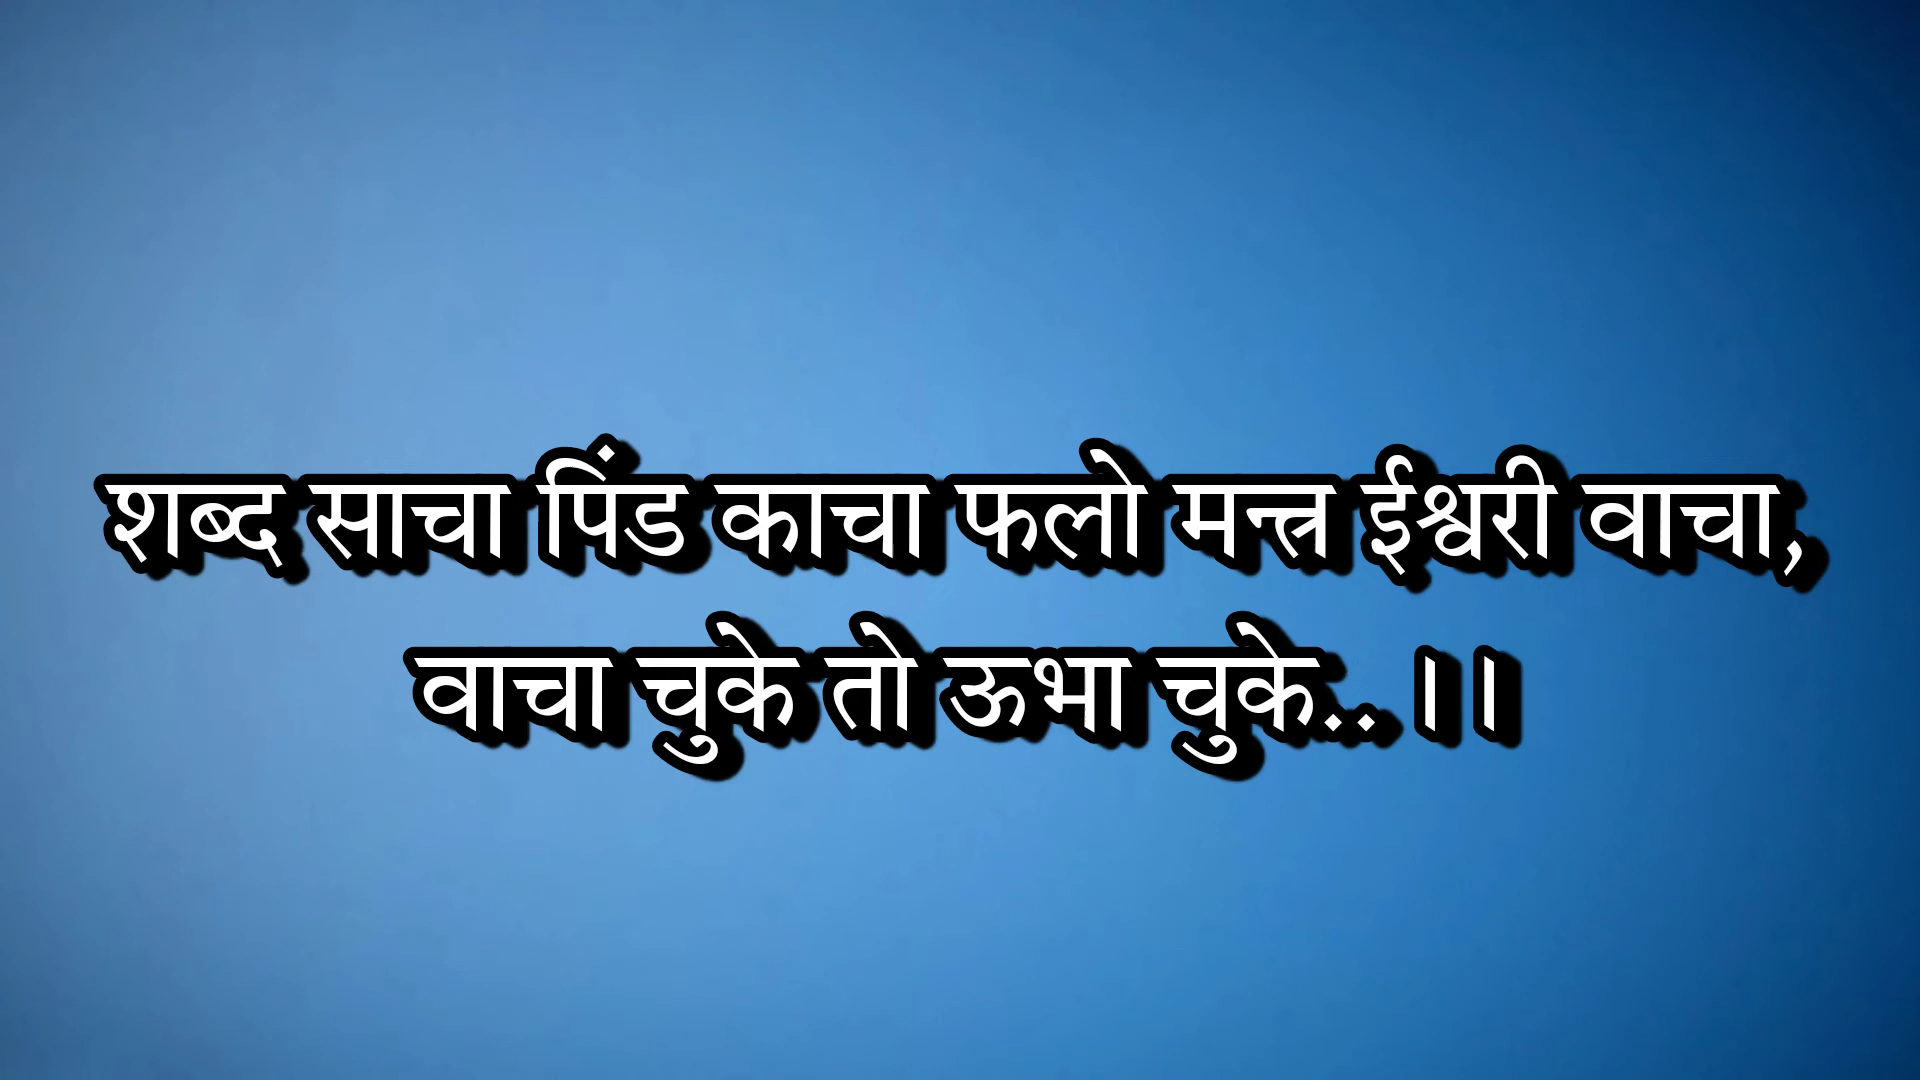 शब्द साचा पिंड काचा फलो मन्त्र ईश्वरी वाचा,
वाचा चुके तो ऊभा चुके..।।